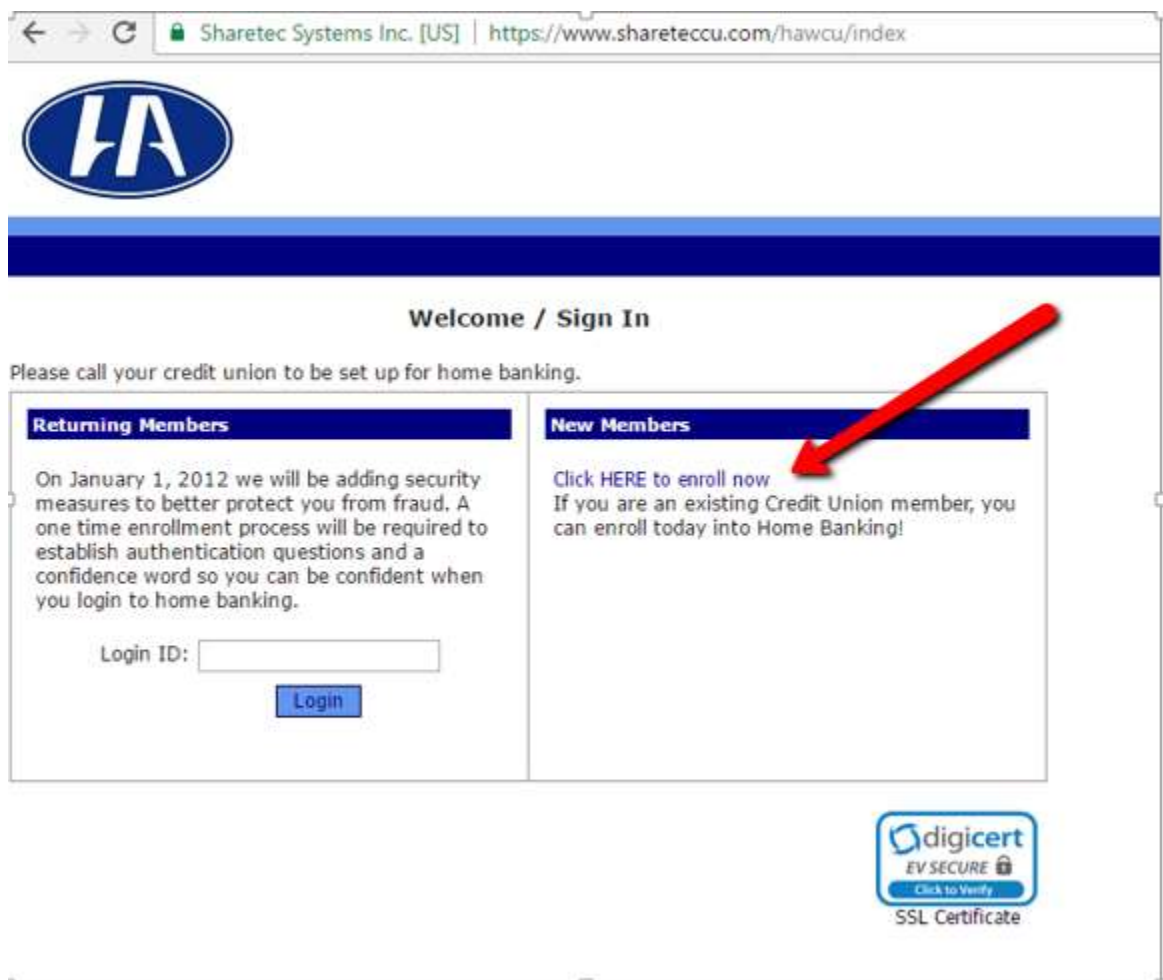 Sharetec Systems Inc. [US] | https://www.shareteccu.com/hawcu/index
HA
Welcome / Sign In
Please call your credit union to be set up for home banking.
Returning Members
On January 1, 2012 we will be adding security
measures to better protect you from fraud. A
one time enrollment process will be required to
establish authentication questions and a
confidence word so you can be confident when
you login to home banking.
Login ID:
Login
New Members
Click HERE to enroll now
If you are an existing Credit Union member, you
can enroll today into Home Banking!
digicert
EV SECURE
Click to Verify
SSL Certificate